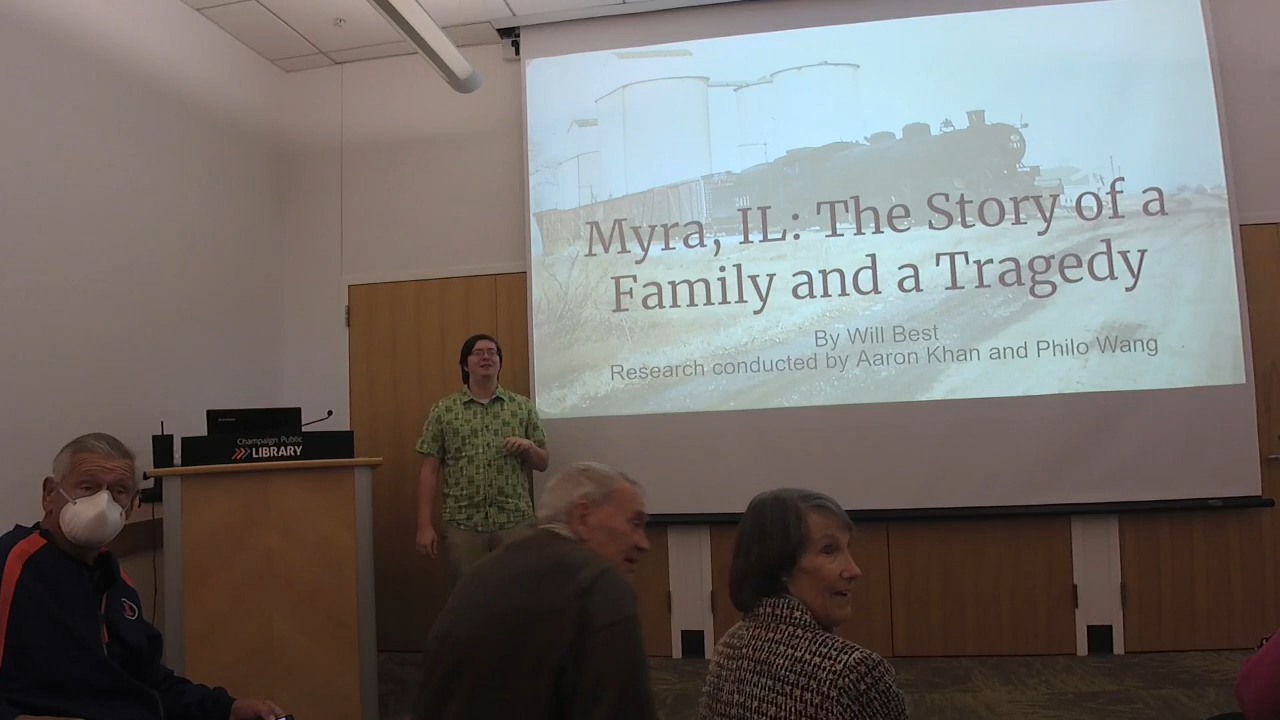 Myra, IL: The Story of a
Family and a Tragedy
By Will Best
Research conducted by Aaron Khan and Philo Wang
Champaign Public
LIBRARY